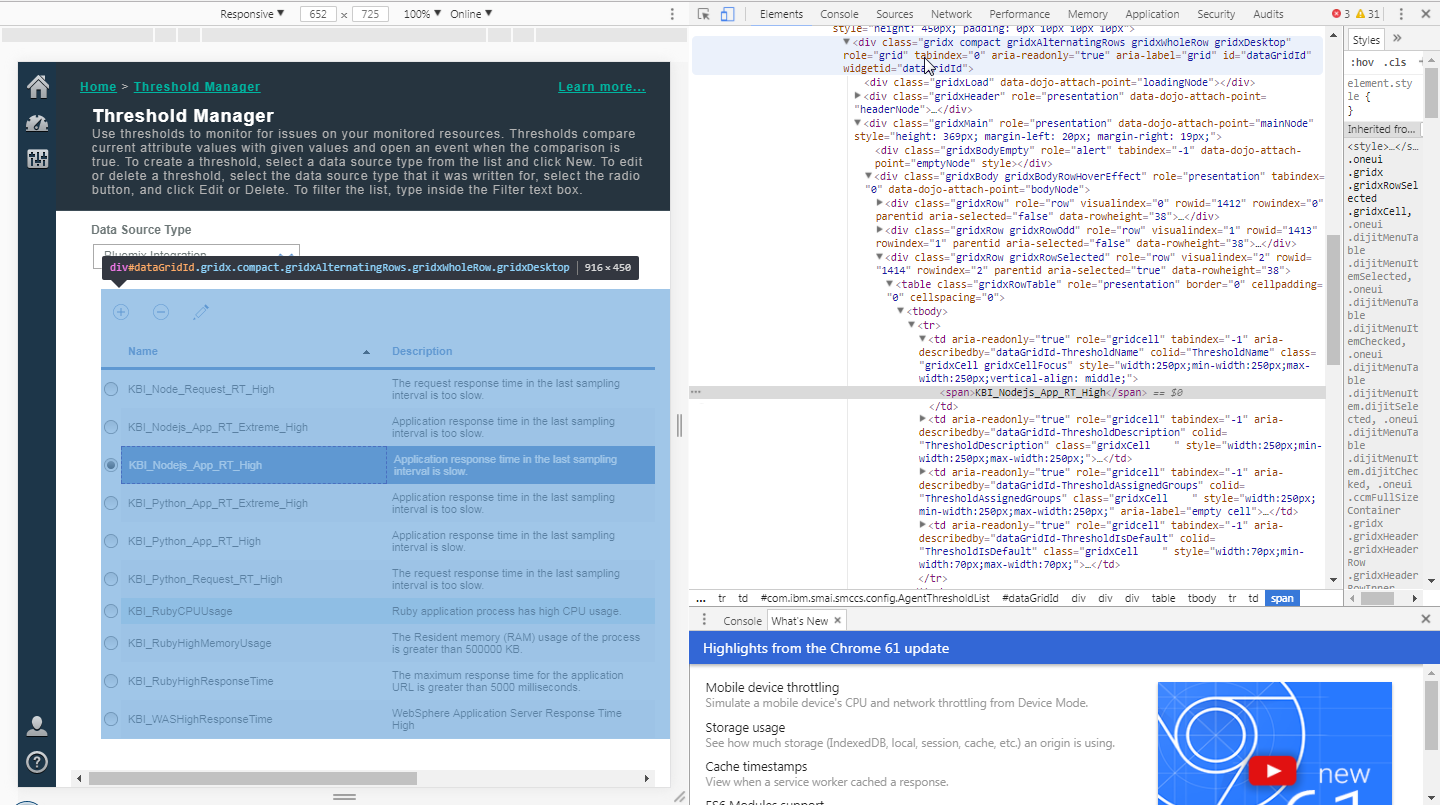 Responsive ▼ 652 x 725 100% ▼ Online ▼
Home > Threshold Manager Learn more...
Threshold Manager
Use thresholds to monitor for issues on your monitored resources. Thresholds compare
current attribute values with given values and open an event when the comparison is
true. To create a threshold, select a data source type from the list and click New. To edit
or delete a threshold, select the data source type that it was written for, select the radio
button, and click Edit or Delete. To filter the list, type inside the Filter text box.
Data Source Type
Bluemix Integration
div#dataGridId.gridx.compact.gridxAlternatingRows.gridxWholeRow.gridxDesktop | 916 × 450
Name Description
KBI_Node_Request_RT_High
The request response time in the last sampling
interval is too slow.
KBI_Nodejs_App_RT_Extreme_High
Application response time in the last sampling
interval is too slow.
KBI_Nodejs_App_RT_High
Application response time in the last sampling
interval is slow.
KBI_Python_App_RT_Extreme_High
Application response time in the last sampling
interval is too slow.
KBI_Python_App_RT_High
Application response time in the last sampling
interval is slow.
KBI_Python_Request_RT_High
The request response time in the last sampling
interval is too slow.
KBI_RubyCPUUsage
Ruby application process has high CPU usage.
KBI_RubyHighMemoryUsage
The Resident memory (RAM) usage of the process
is greater than 500000 KB.
KBI_RubyHighResponseTime
The maximum response time for the application
URL is greater than 5000 milliseconds.
KBI_WASHighResponseTime
WebSphere Application Server Response Time
High
Elements Console Sources Network Performance Memory Application Security Audits 3 31
style="height: 450px; padding: 0px 10px 10px 10px">
<div class="gridx compact gridxAlternatingRows gridxWholeRow gridxDesktop"
role="grid" tabindex="0" aria-readonly="true" aria-label="grid" id="dataGridId"
widgetid="dataGridId">
<div class="gridxLoad" data-dojo-attach-point="loadingNode"></div>
<div class="gridxHeader" role="presentation" data-dojo-attach-point=
"headerNode">…</div>
<div class="gridxMain" role="presentation" data-dojo-attach-point="mainNode"
style="height: 369px; margin-left: 20px; margin-right: 19px;">
<div class="gridxBodyEmpty" role="alert" tabindex="-1" data-dojo-attach-
point="emptyNode" style></div>
<div class="gridxBody gridxBodyRowHoverEffect" role="presentation" tabindex=
"0" data-dojo-attach-point="bodyNode">
<div class="gridxRow" role="row" visualindex="0" rowid="1412" rowindex="0"
parentid aria-selected="false" data-rowheight="38">…</div>
<div class="gridxRow gridxRowOdd" role="row" visualindex="1" rowid="1413"
rowindex="1" parentid aria-selected="false" data-rowheight="38">…</div>
<div class="gridxRow gridxRowSelected" role="row" visualindex="2" rowid=
"1414" rowindex="2" parentid aria-selected="true" data-rowheight="38">
<table class="gridxRowTable" role="presentation" border="0" cellpadding=
"0" cellspacing="0">
<tbody>
<tr>
<td aria-readonly="true" role="gridcell" tabindex="-1" aria-
describedby="dataGridId-ThresholdName" colid="ThresholdName" class=
"gridxCell gridxCellFocus" style="width:250px;min-width:250px;max-
width:250px;vertical-align: middle;">
<span>KBI_Nodejs_App_RT_High</span> == $0
</td>
<td aria-readonly="true" role="gridcell" tabindex="-1" aria-
describedby="dataGridId-ThresholdDescription" colid=
"ThresholdDescription" class="gridxCell " style="width:250px;min-
width:250px;max-width:250px;">…</td>
<td aria-readonly="true" role="gridcell" tabindex="-1" aria-
describedby="dataGridId-ThresholdAssignedGroups" colid=
"ThresholdAssignedGroups" class="gridxCell " style="width:250px;
min-width:250px;max-width:250px;" aria-label="empty cell">…</td>
<td aria-readonly="true" role="gridcell" tabindex="-1" aria-
describedby="dataGridId-ThresholdIsDefault" colid=
"ThresholdIsDefault" class="gridxCell " style="width:70px;min-
width:70px;max-width:70px;">…</td>
</tr>
... tr td #com.ibm.smai.smccs.config.AgentThresholdList #dataGridId div div div table tbody tr td span
Styles »
:hov .cls +
element.sty
le {
}
Inherited fro...
<style>…</s…
.oneui
.gridx
.gridxRowSel
ected
.gridxCell,
.oneui
.dijitMenuTa
ble
.dijitMenuIt
emSelected,
.oneui
.dijitMenuTa
ble
.dijitMenuIt
emChecked,
.oneui
.dijitMenuTa
ble
.dijitMenuIt
em.dijitSele
cted, .oneui
.dijitMenuTa
ble
.dijitMenuIt
em.dijitChec
ked, .oneui
.ccmFullSize
Container
.gridx
.gridxHeader
.gridxHeader
Row
.gridxHeader
Console What's New ×
Highlights from the Chrome 61 update
Mobile device throttling
Simulate a mobile device's CPU and network throttling from Device Mode.
Storage usage
See how much storage (IndexedDB, local, session, cache, etc.) an origin is using.
Cache timestamps
View when a service worker cached a response.
ES6 Modules support
new
61